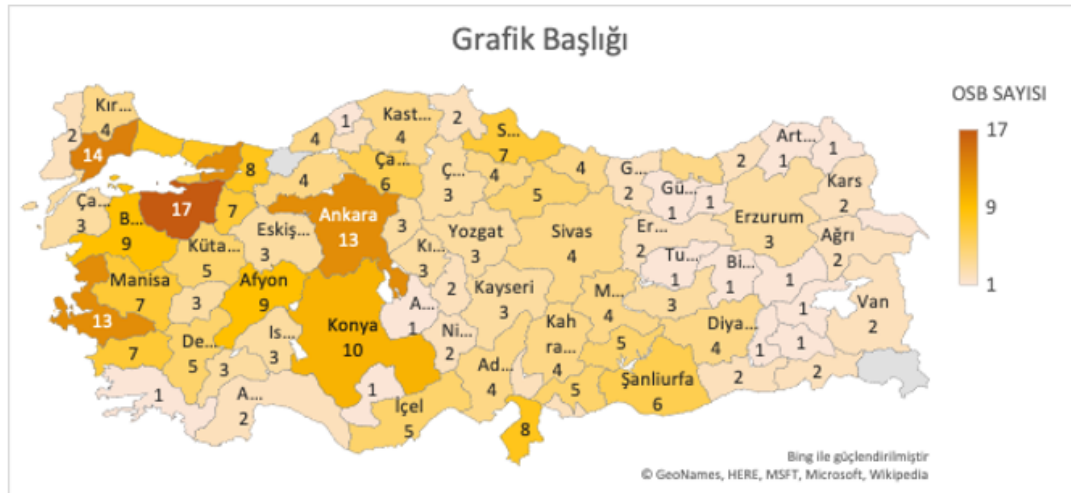 Grafik Başlığı
OSB SAYISI
17
9
1
Kır...
4
2
14
8
17
7
Ça...
3
B...
9
4
1
Kast...
4
2
S...
7
4
Ça...
6
Ç...
3
4
4
5
G...
2
Gü...
1
1
2
Art...
1
1
Kars
2
Erzurum
3
Ağrı
2
Ankara
13
Eskiş...
3
Küta...
5
3
Kı...
3
Yozgat
3
Sivas
4
Er...
2
Tu...
1
Bi...
1
1
1
Van
2
Manisa
7
13
3
Afyon
9
Konya
10
A...
1
2
Kayseri
3
M...
4
3
Diya...
4
1
1
7
De...
5
3
Is...
3
Ni...
2
Kah
ra...
4
5
5
Şanliurfa
6
2
2
1
A...
2
1
İçel
5
Ad...
4
8
Bing ile güçlendirilmiştir
© GeoNames, HERE, MSFT, Microsoft, Wikipedia